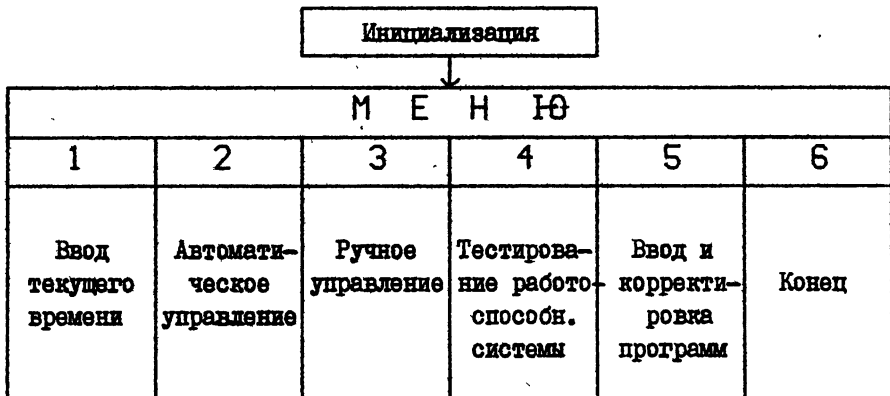 Инициализация
М Е Н Ю
1 2 3 4 5 6
Ввод
текущего
времени
Автомати-
ческое
управление
Ручное
управление
Тестирова-
ние работо-
способн.
системы
Ввод и
корректи-
ровка
программ
Конец